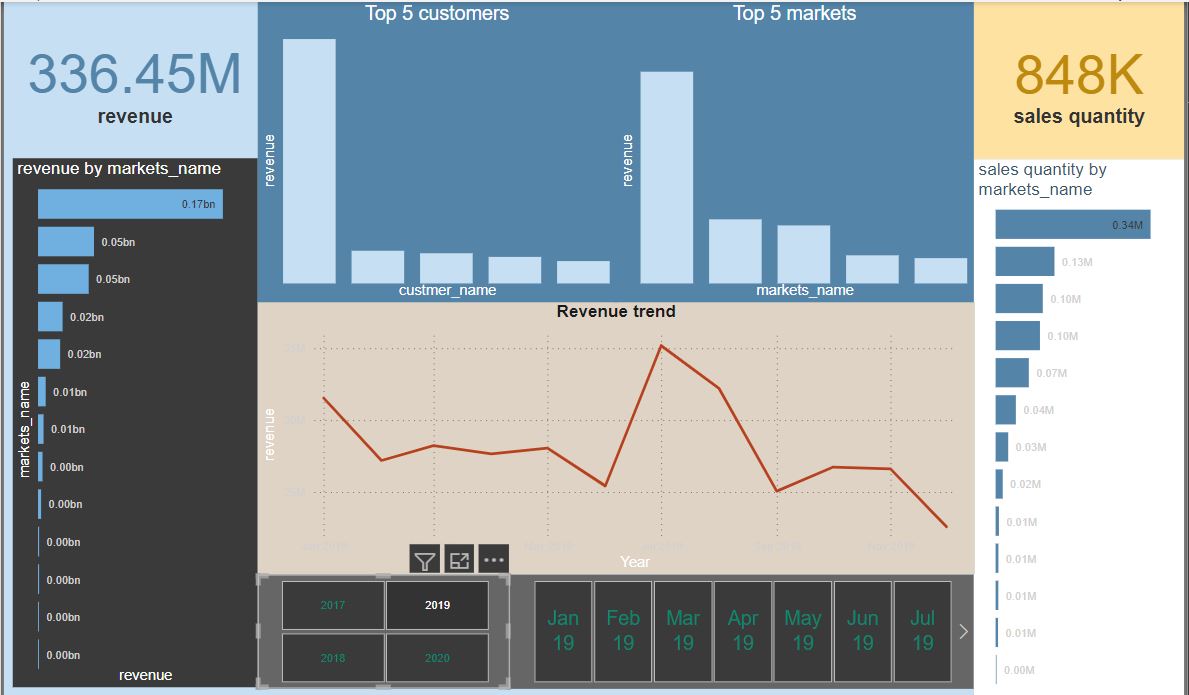 336.45M
revenue
revenue by markets_name
0.17bn
0.05bn
0.05bn
0.02bn
0.02bn
0.01bn
0.01bn
0.00bn
0.00bn
0.00bn
0.00bn
0.00bn
0.00bn
markets_name
revenue
Top 5 customers
revenue
custmer_name
Top 5 markets
revenue
markets_name
Revenue trend
35M
30M
25M
revenue
Jan 2019
Mar 2019
May 2019
Jul 2019
Sep 2019
Nov 2019
Year
2017
2019
2018
2020
Jan
19
Feb
19
Mar
19
Apr
19
May
19
Jun
19
Jul
19
848K
sales quantity
sales quantity by
markets_name
0.34M
0.13M
0.10M
0.10M
0.07M
0.04M
0.03M
0.02M
0.01M
0.01M
0.01M
0.01M
0.00M